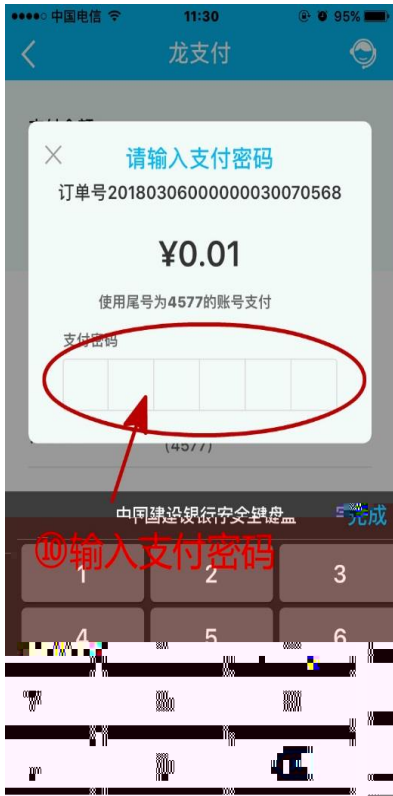 中国电信 11:30 95%
龙支付
请输入支付密码
订单号20180306000000030070568
¥0.01
使用尾号为4577的账号支付
支付密码
(4577)
中国建设银行安全键盘 完成
⑩输入支付密码
1 2 3
4 5 6